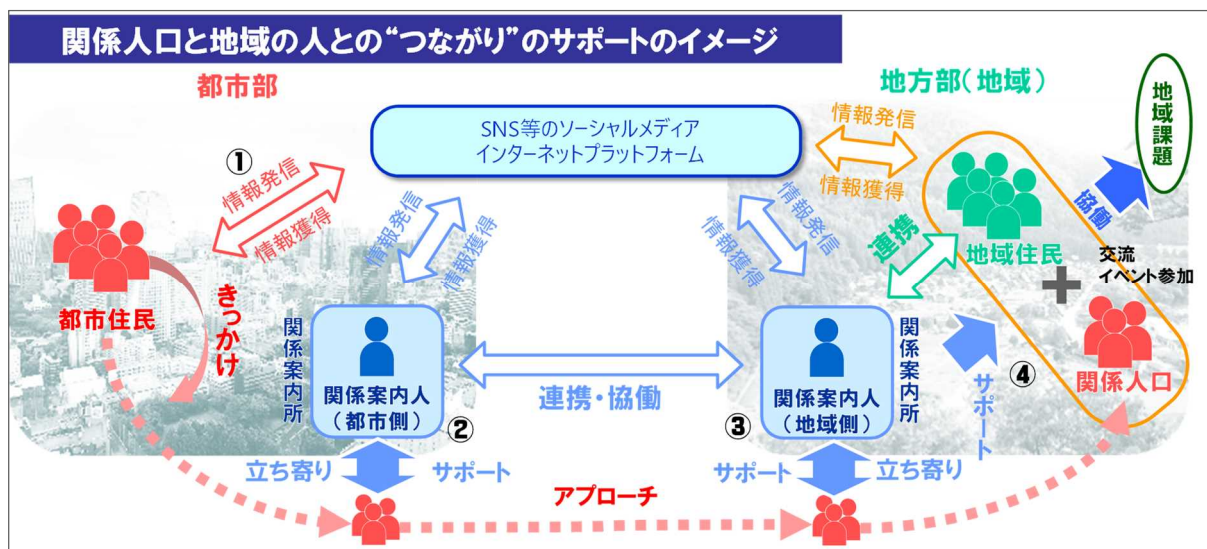 関係人口と地域の人との“つながり”のサポートのイメージ
都市部
地方部(地域)
地域課題
SNS等のソーシャルメディア
インターネットプラットフォーム
①
情報発信
情報獲得
情報発信
情報獲得
情報発信
情報獲得
情報発信
情報獲得
協働
連携
地域住民
交流
イベント参加
都市住民
きっかけ
関係案内所
関係案内人
(都市側)
②
連携・協働
③
関係案内人
(地域側)
関係案内所
サポート
④
関係人口
立ち寄り
サポート
アプローチ
サポート
立ち寄り